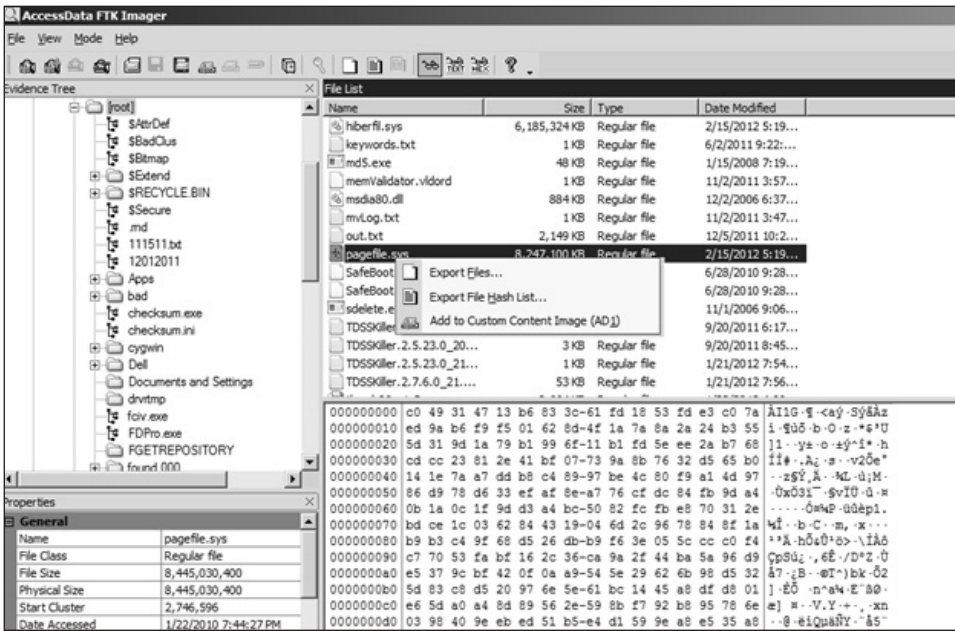 AccessData FTK Imager
File View Mode Help
Evidence Tree
[root]
$AttrDef
$BadClus
$Bitmap
$Extend
$RECYCLE.BIN
$Secure
.rnd
111511.txt
12012011
Apps
bad
checksum.exe
checksum.ini
cygwin
Dell
Documents and Settings
drvrtmp
fciv.exe
FDPro.exe
FGETREPOSITORY
found.000
Properties
General
Name pagefile.sys
File Class Regular file
File Size 8,445,030,400
Physical Size 8,445,030,400
Start Cluster 2,746,596
Date Accessed 1/22/2010 7:44:27 PM
File List
Name Size Type Date Modified
hiberfil.sys 6,185,324 KB Regular file 2/15/2012 5:19...
keywords.txt 1 KB Regular file 6/2/2011 9:22:...
md5.exe 48 KB Regular file 1/15/2008 7:19...
memValidator.vldord 1 KB Regular file 11/2/2011 3:57...
msdia80.dll 884 KB Regular file 12/2/2006 6:37...
mvLog.txt 1 KB Regular file 11/2/2011 3:47...
out.txt 2,149 KB Regular file 12/5/2011 10:2...
pagefile.sys 8,247,100 KB Regular file 2/15/2012 5:19...
SafeBoot 6/28/2010 9:28...
SafeBoot 6/28/2010 9:28...
sdelete.e 11/1/2006 9:06...
TDSSKiller 9/20/2011 6:17...
TDSSKiller.2.5.23.0_20... 3 KB Regular file 9/20/2011 8:45...
TDSSKiller.2.5.23.0_21... 1 KB Regular file 1/21/2012 7:54...
TDSSKiller.2.7.6.0_21.... 53 KB Regular file 1/21/2012 7:56...
Export Files...
Export File Hash List...
Add to Custom Content Image (AD1)
000000000 c0 49 31 47 13 b6 83 3c-61 fd 18 53 fd e3 c0 7a
000000010 ed 9a b6 f9 f5 01 62 8d-4f 1a 7a 8a 2a 24 b3 55
000000020 5d 31 9d 1a 79 b1 99 6f-11 b1 fd 5e ee 2a b7 68
000000030 cd cc 23 81 2e 41 bf 07-73 9a 8b 76 32 d5 65 b0
000000040 14 1e 7a a7 dd b8 c4 89-97 be 4c 80 f9 a1 4d 97
000000050 86 d9 78 d6 33 ef af 8e-a7 76 cf dc 84 fb 9d a4
000000060 0b 1a 0c 1f 9d d3 a4 bc-50 82 fc fb e8 70 31 2e
000000070 bd ce 1c 03 62 84 43 19-04 6d 2c 96 78 84 8f 1a
000000080 b9 b3 c4 9f 68 d5 26 db-b9 f6 3e 05 5c cc c0 f4
000000090 c7 70 53 fa bf 16 2c 36-ca 9a 2f 44 ba 5a 96 d9
0000000a0 e5 37 9c bf 42 0f 0a a9-54 5e 29 62 6b 98 d5 32
0000000b0 5d 83 c8 d5 20 97 6e 5e-61 bc 14 45 a8 df d8 01
0000000c0 e6 5d a0 a4 8d 89 56 2e-59 8b f7 92 b8 95 78 6e
0000000d0 03 98 40 9e eb ed 51 b5-e4 d1 59 9e a8 e5 35 a8